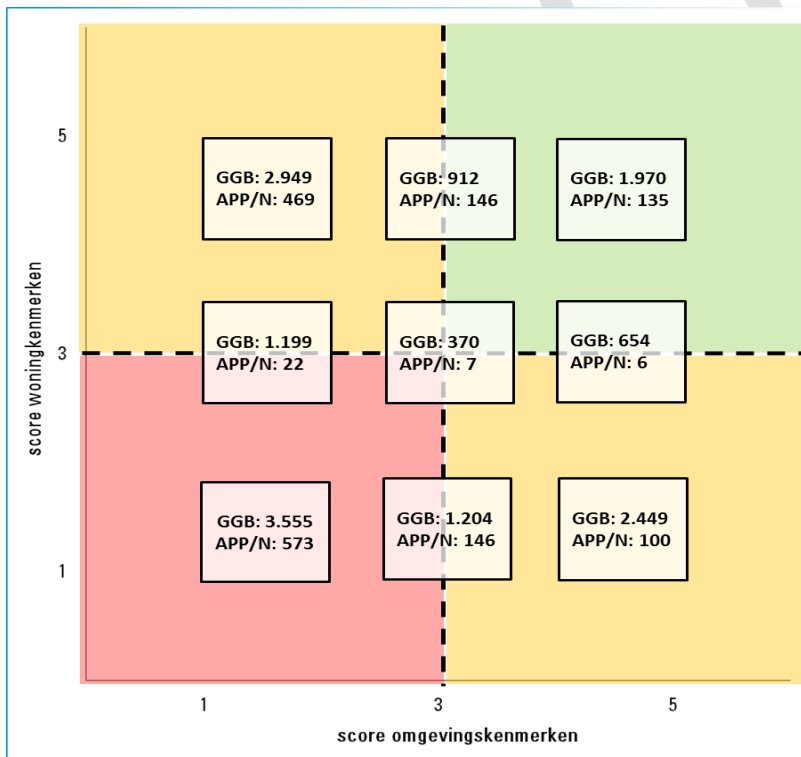 5
GGB: 2.949
APP/N: 469
GGB: 912
APP/N: 146
GGB: 1.970
APP/N: 135
score woningkenmerken
3
GGB: 1.199
APP/N: 22
GGB: 370
APP/N: 7
GGB: 654
APP/N: 6
1
GGB: 3.555
APP/N: 573
GGB: 1.204
APP/N: 146
GGB: 2.449
APP/N: 100
1
3
5
score omgevingskenmerken